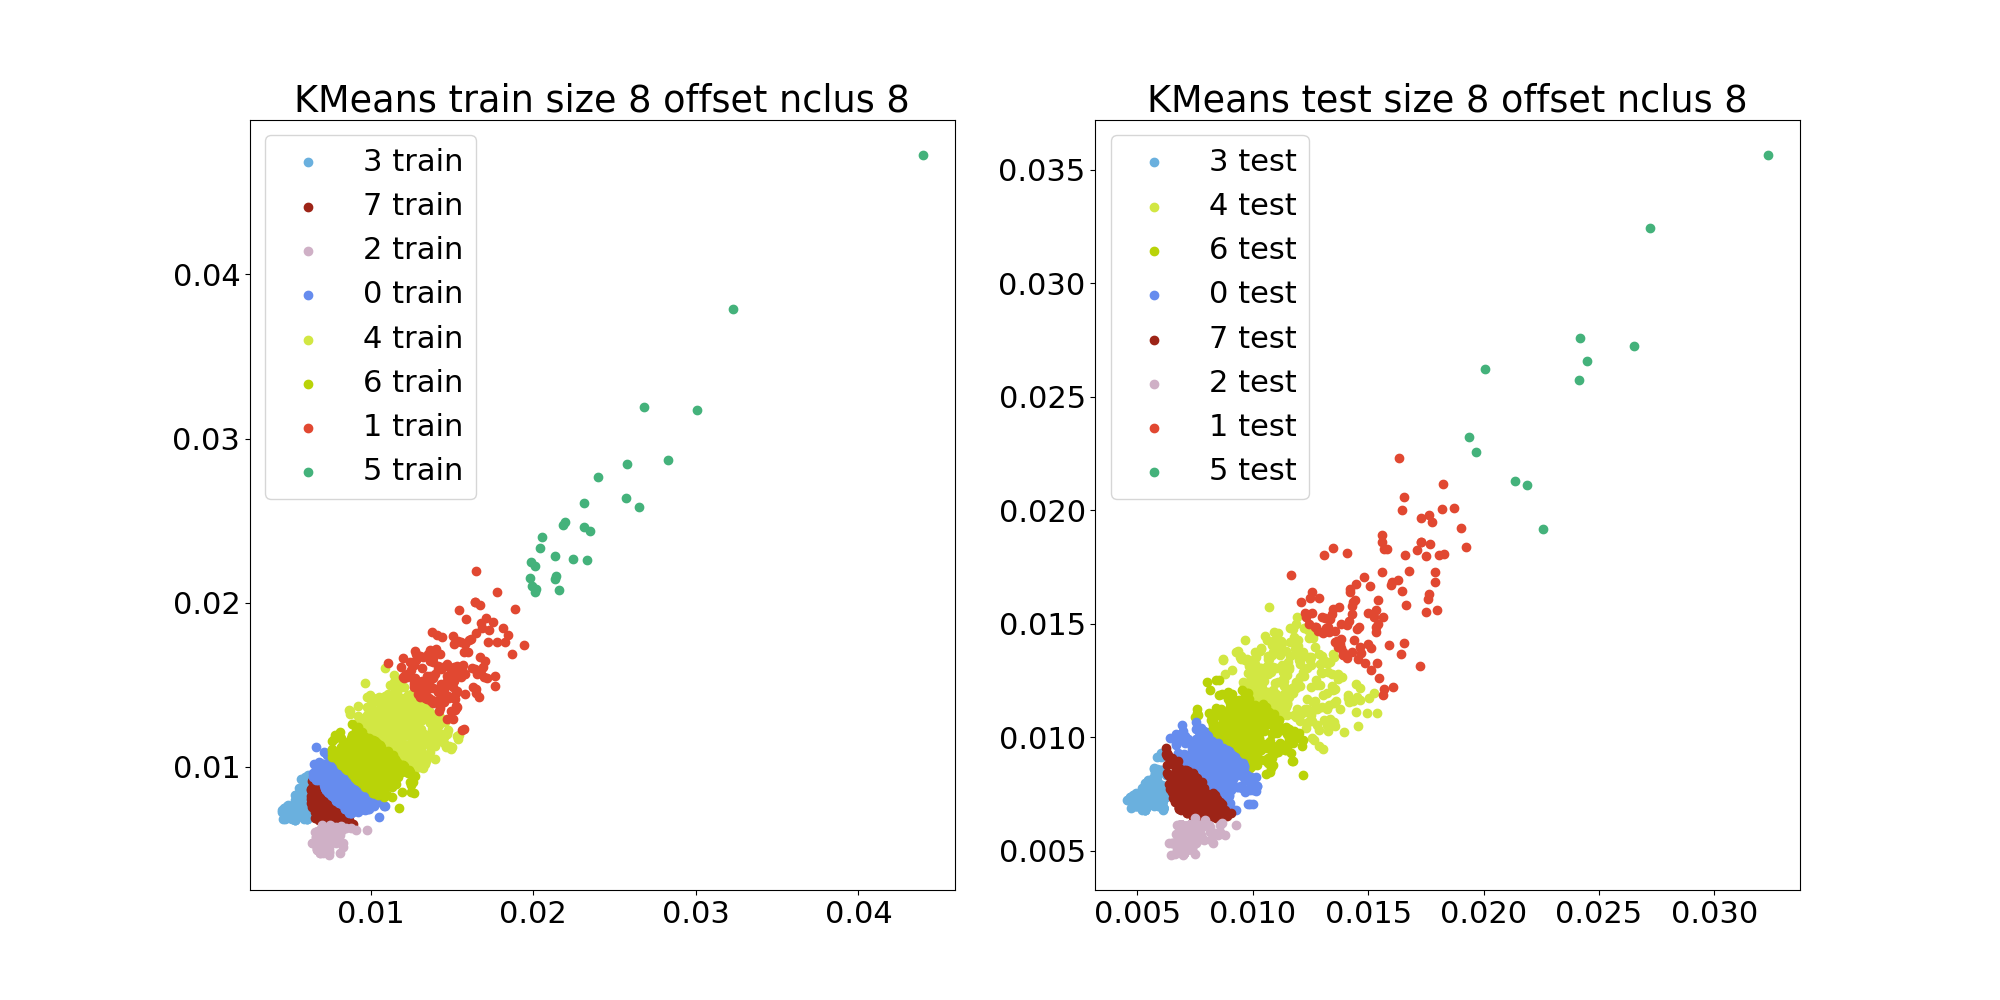 KMeans train size 8 offset nclus 8
3 train
7 train
2 train
0 train
4 train
6 train
1 train
5 train
0.04
0.03
0.02
0.01
0.01 0.02 0.03 0.04
KMeans test size 8 offset nclus 8
3 test
4 test
6 test
0 test
7 test
2 test
1 test
5 test
0.035
0.030
0.025
0.020
0.015
0.010
0.005
0.005 0.010 0.015 0.020 0.025 0.030